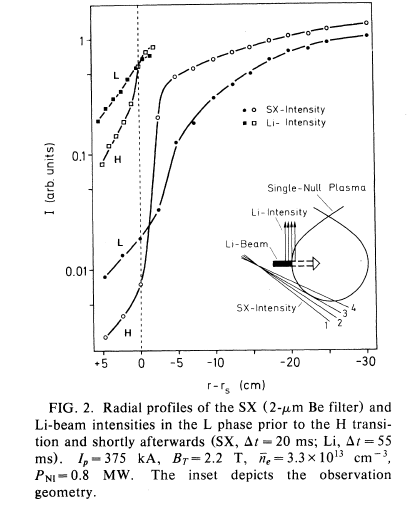 1
L
H
SX-Intensity
Li-Intensity
0.1
I (arb. units)
Single-Null Plasma
Li-Intensity
Li-Beam
L
0.01
SX-Intensity
4
3
2
1
H
+5 0 -5 -10 -15 -20 -25 -30
r-rs (cm)
FIG. 2. Radial profiles of the SX (2-μm Be filter) and
Li-beam intensities in the L phase prior to the H transi-
tion and shortly afterwards (SX, Δt = 20 ms; Li, Δt = 55
ms). Ip = 375 kA, BT = 2.2 T, n̄e = 3.3×10¹³ cm⁻³,
PNI = 0.8 MW. The inset depicts the observation
geometry.